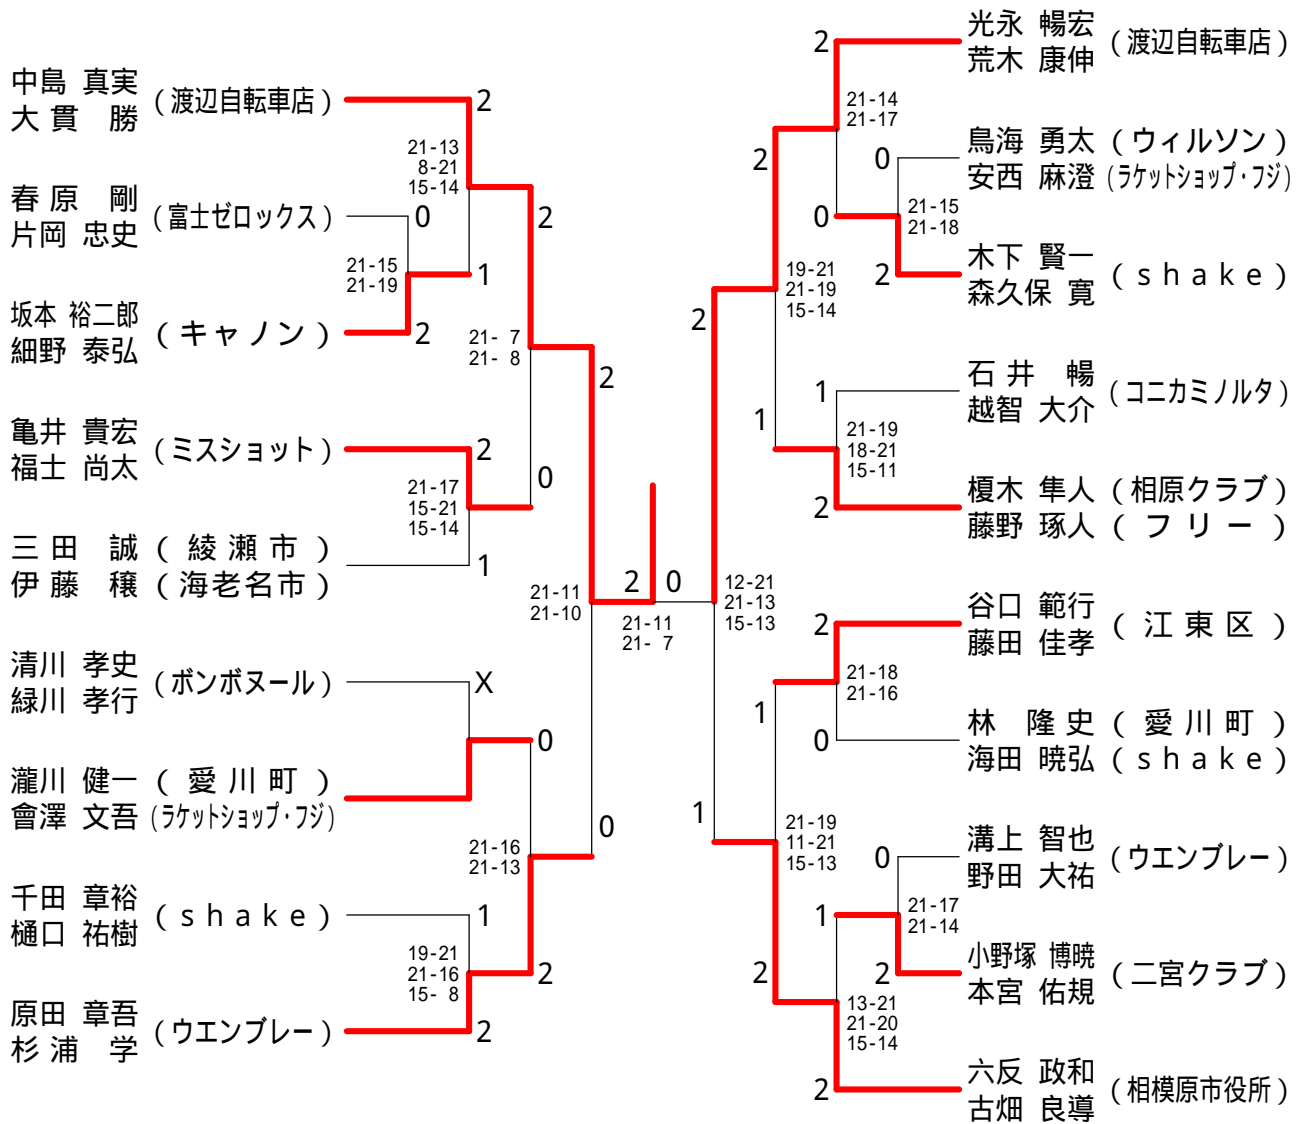 中島 真実
大貫 勝
(渡辺自転車店)
2
21-13
8-21
15-14
春原 剛
片岡 忠史
(富士ゼロックス)
0
2
21-15
21-19
1
坂本 裕二郎
細野 泰弘
(キャノン)
2
21- 7
21- 8
2
亀井 貴宏
福士 尚太
(ミスショット)
2
0
21-17
15-21
15-14
三田 誠 (綾瀬市)
伊藤 穣 (海老名市)
1
21-11
21-10
2
0
21-11
21- 7
清川 孝史
緑川 孝行
(ボンボヌール)
X
0
瀧川 健一 (愛川町)
會澤 文吾 (ラケットショップ・フジ)
0
21-16
21-13
千田 章裕
樋口 祐樹
(shake)
1
19-21
21-16
15- 8
2
原田 章吾
杉浦 学
(ウエンブレー)
2
光永 暢宏
荒木 康伸
(渡辺自転車店)
2
21-14
21-17
2
鳥海 勇太 (ウィルソン)
安西 麻澄 (ラケットショップ・フジ)
0
0
21-15
21-18
木下 賢一
森久保 寛
(shake)
2
19-21
21-19
15-14
2
石井 暢
越智 大介
(コニカミノルタ)
1
1
21-19
18-21
15-11
榎木 隼人 (相原クラブ)
藤野 琢人 (フリー)
2
12-21
21-13
15-13
谷口 範行
藤田 佳孝
(江東区)
2
21-18
21-16
1
林 隆史 (愛川町)
海田 暁弘 (shake)
0
1
21-19
11-21
15-13
溝上 智也
野田 大祐
(ウエンブレー)
0
21-17
21-14
1
小野塚 博暁
本宮 佑規
(二宮クラブ)
2
2
13-21
21-20
15-14
六反 政和
古畑 良導
(相模原市役所)
2